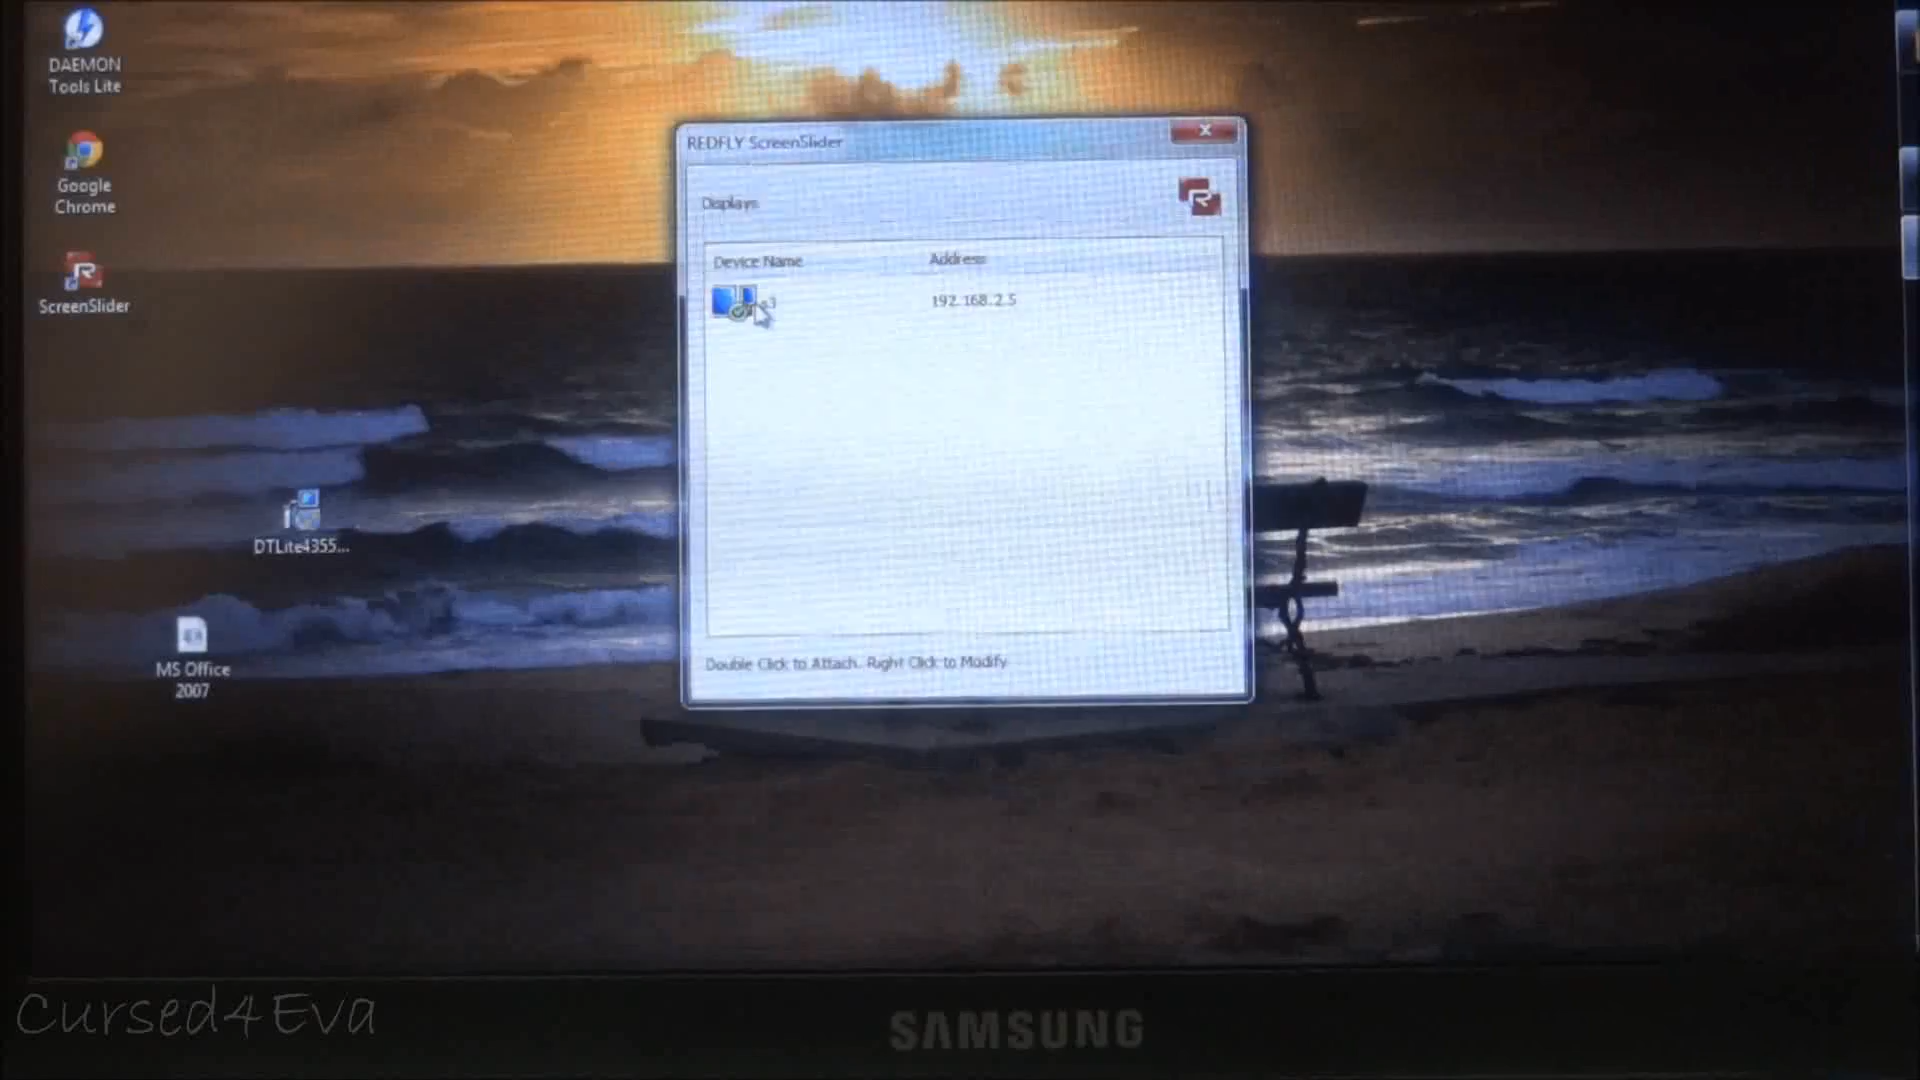 DAEMON
Tools Lite
Google
Chrome
ScreenSlider
DTLite4355...
MS Office
2007
REDFLY ScreenSlider
Displays
Device Name
Address
192.168.2.5
Double Click to Attach. Right Click to Modify
Cursed4Eva
SAMSUNG